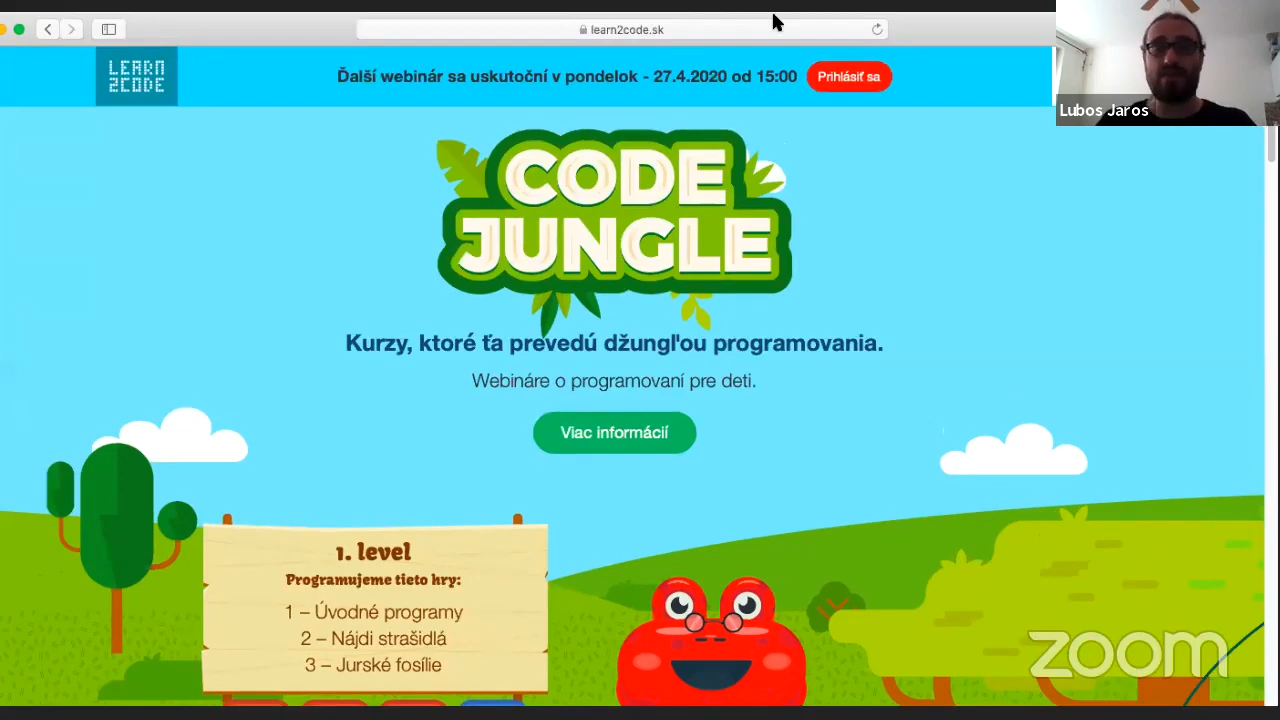 learn2code.sk
LEARN
2CODE
Ďalší webinár sa uskutoční v pondelok - 27.4.2020 od 15:00
Prihlásiť sa
Lubos Jaros
CODE
JUNGLE
Kurzy, ktoré ťa prevedú džungľou programovania.
Webináre o programovaní pre deti.
Viac informácií
1. level
Programujeme tieto hry:
1 – Úvodné programy
2 – Nájdi strašidlá
3 – Jurské fosílie
zoom